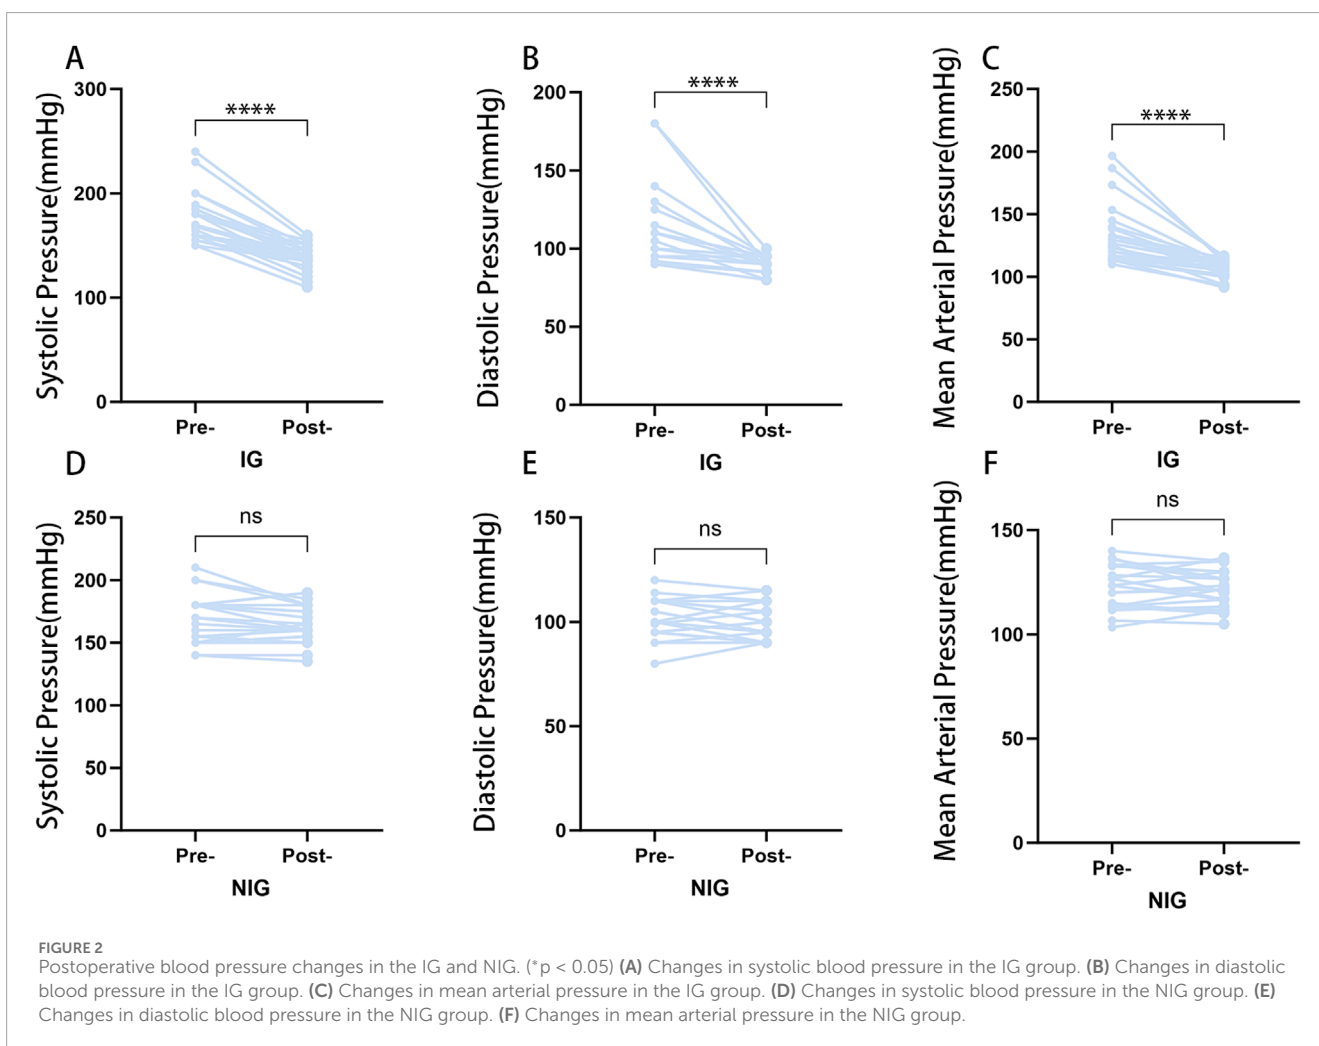 A
Systolic Pressure(mmHg)
300
200
100
0
****
Pre-
Post-
IG
B
Diastolic Pressure(mmHg)
200
150
100
50
0
****
Pre-
Post-
IG
C
Mean Arterial Pressure(mmHg)
250
200
150
100
50
0
****
Pre-
Post-
IG
D
Systolic Pressure(mmHg)
250
200
150
100
50
0
ns
Pre-
Post-
NIG
E
Diastolic Pressure(mmHg)
150
100
50
0
ns
Pre-
Post-
NIG
F
Mean Arterial Pressure(mmHg)
150
100
50
0
ns
Pre-
Post-
NIG
FIGURE 2
Postoperative blood pressure changes in the IG and NIG. (*p < 0.05) (A) Changes in systolic blood pressure in the IG group. (B) Changes in diastolic
blood pressure in the IG group. (C) Changes in mean arterial pressure in the IG group. (D) Changes in systolic blood pressure in the NIG group. (E)
Changes in diastolic blood pressure in the NIG group. (F) Changes in mean arterial pressure in the NIG group.